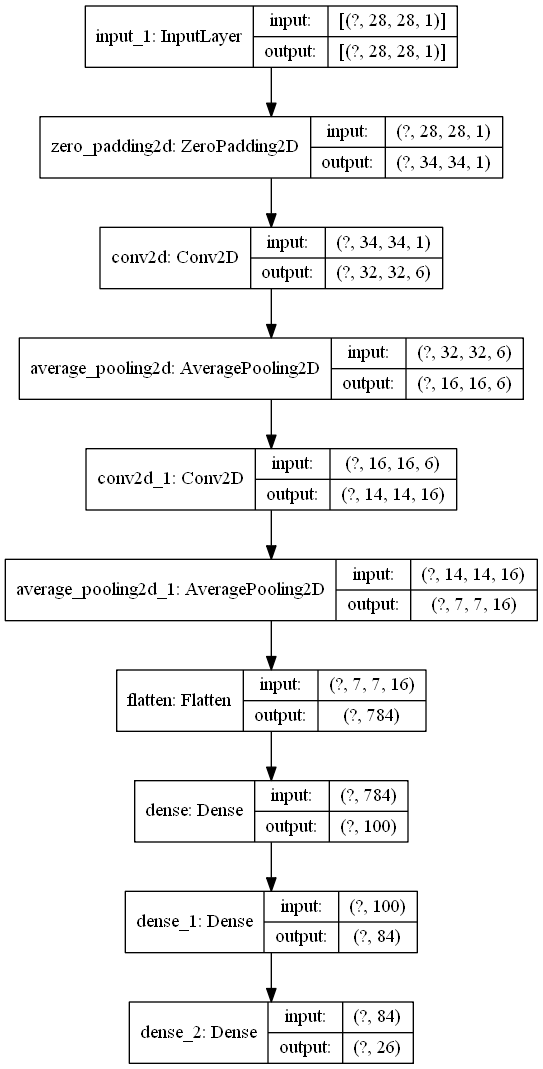 input_1: InputLayer
input: [(?, 28, 28, 1)]
output: [(?, 28, 28, 1)]
zero_padding2d: ZeroPadding2D
input: (?, 28, 28, 1)
output: (?, 34, 34, 1)
conv2d: Conv2D
input: (?, 34, 34, 1)
output: (?, 32, 32, 6)
average_pooling2d: AveragePooling2D
input: (?, 32, 32, 6)
output: (?, 16, 16, 6)
conv2d_1: Conv2D
input: (?, 16, 16, 6)
output: (?, 14, 14, 16)
average_pooling2d_1: AveragePooling2D
input: (?, 14, 14, 16)
output: (?, 7, 7, 16)
flatten: Flatten
input: (?, 7, 7, 16)
output: (?, 784)
dense: Dense
input: (?, 784)
output: (?, 100)
dense_1: Dense
input: (?, 100)
output: (?, 84)
dense_2: Dense
input: (?, 84)
output: (?, 26)